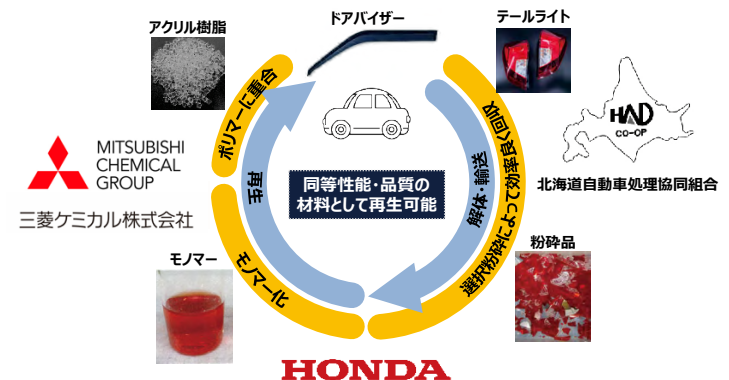 アクリル樹脂
ドアバイザー
テールライト
ポリマーに重合
再生
同等性能・品質の
材料として再生可能
解体・輸送
選択粉砕によって効率良く回収
MITSUBISHI
CHEMICAL
GROUP
三菱ケミカル株式会社
HAD
CO-OP
北海道自動車処理協同組合
モノマー
モノマー化
粉砕品
HONDA